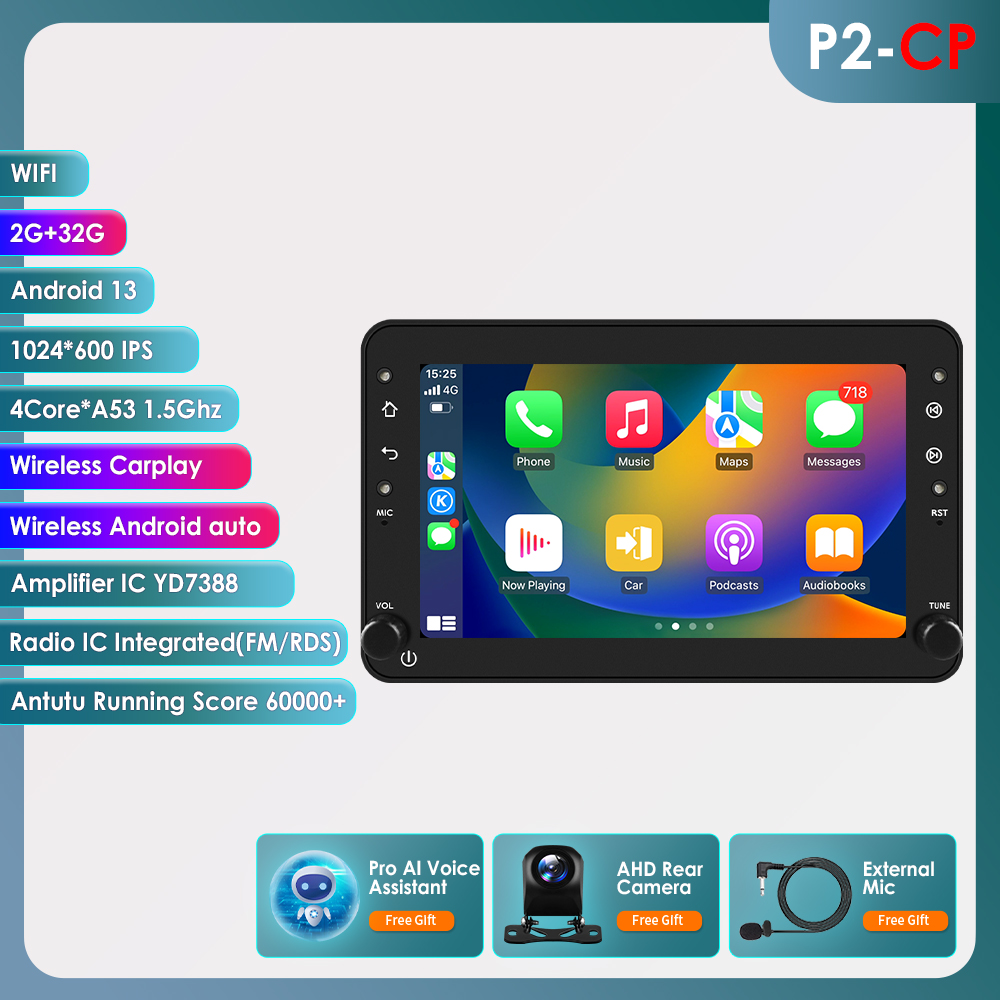 P2-CP
WIFI
2G+32G
Android 13
1024*600 IPS
4Core*A53 1.5Ghz
Wireless Carplay
Wireless Android auto
Amplifier IC YD7388
Radio IC Integrated(FM/RDS)
Antutu Running Score 60000+
15:25
4G
718
Phone
Music
Maps
Messages
Now Playing
Car
Podcasts
Audiobooks
K
MIC
RST
VOL
TUNE
Pro AI Voice
Assistant
Free GIft
AHD Rear
Camera
Free GIft
External
Mic
Free GIft